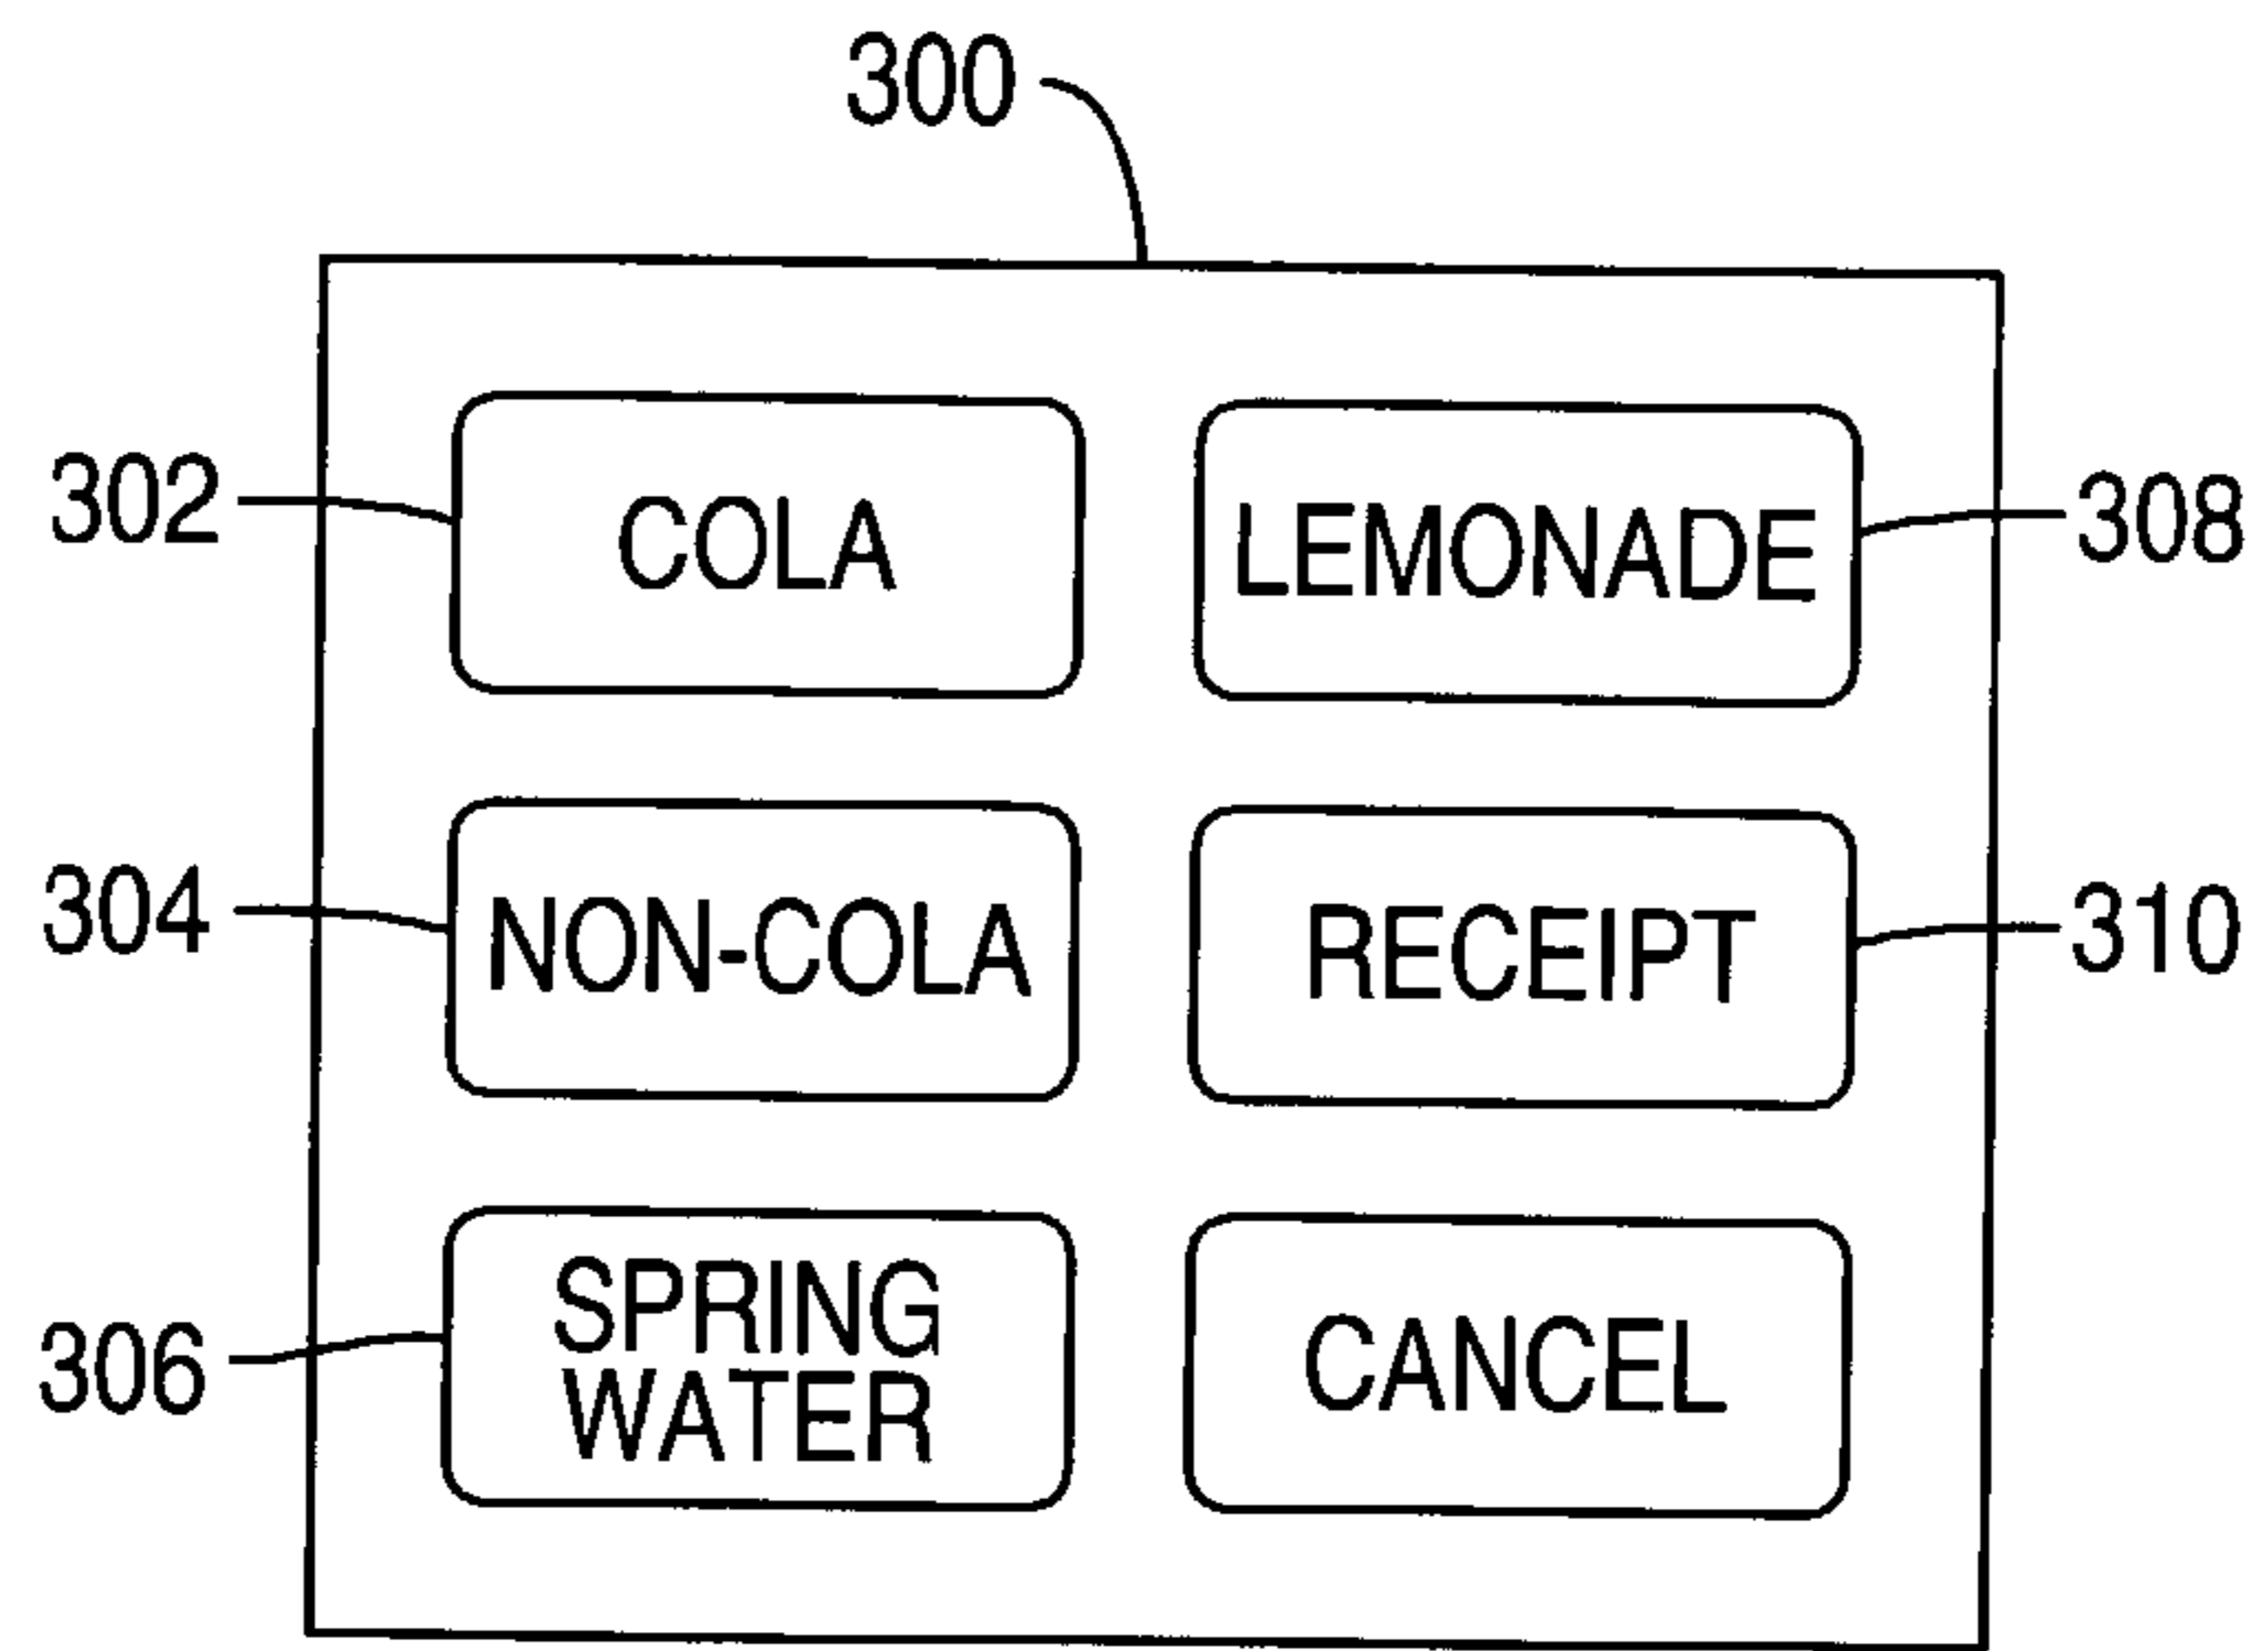 300
302
COLA
LEMONADE
308
304
NON-COLA
RECEIPT
310
306
SPRING
WATER
CANCEL